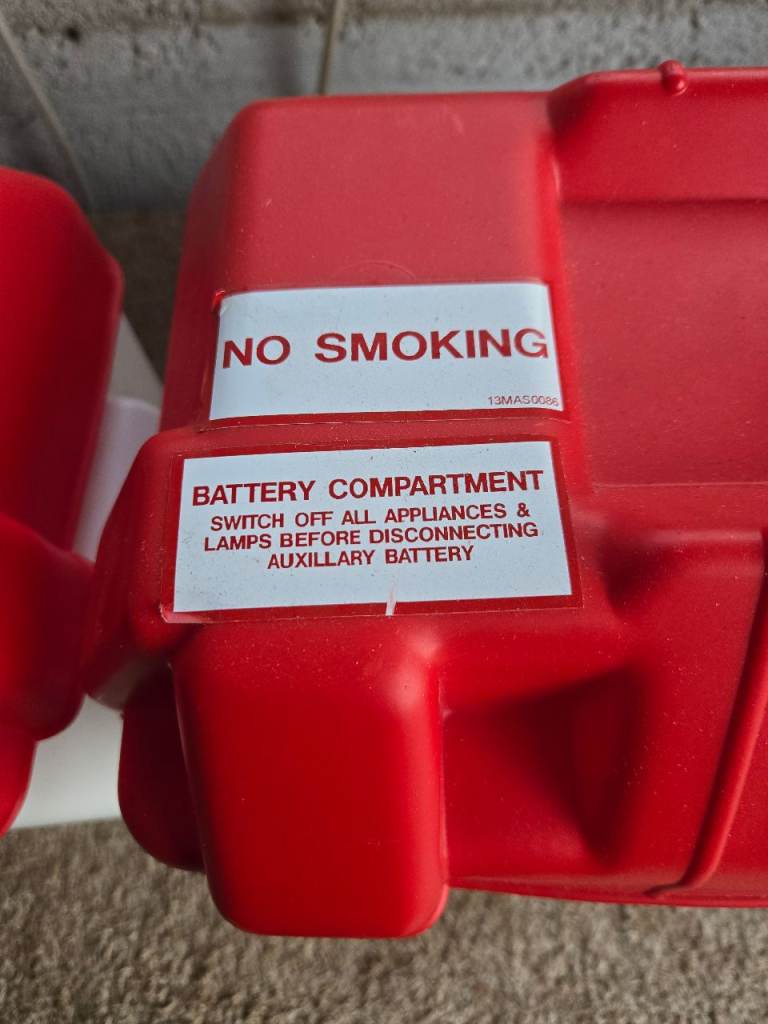 NO SMOKING
13MAS0086
BATTERY COMPARTMENT
SWITCH OFF ALL APPLIANCES &
LAMPS BEFORE DISCONNECTING
AUXILLARY BATTERY